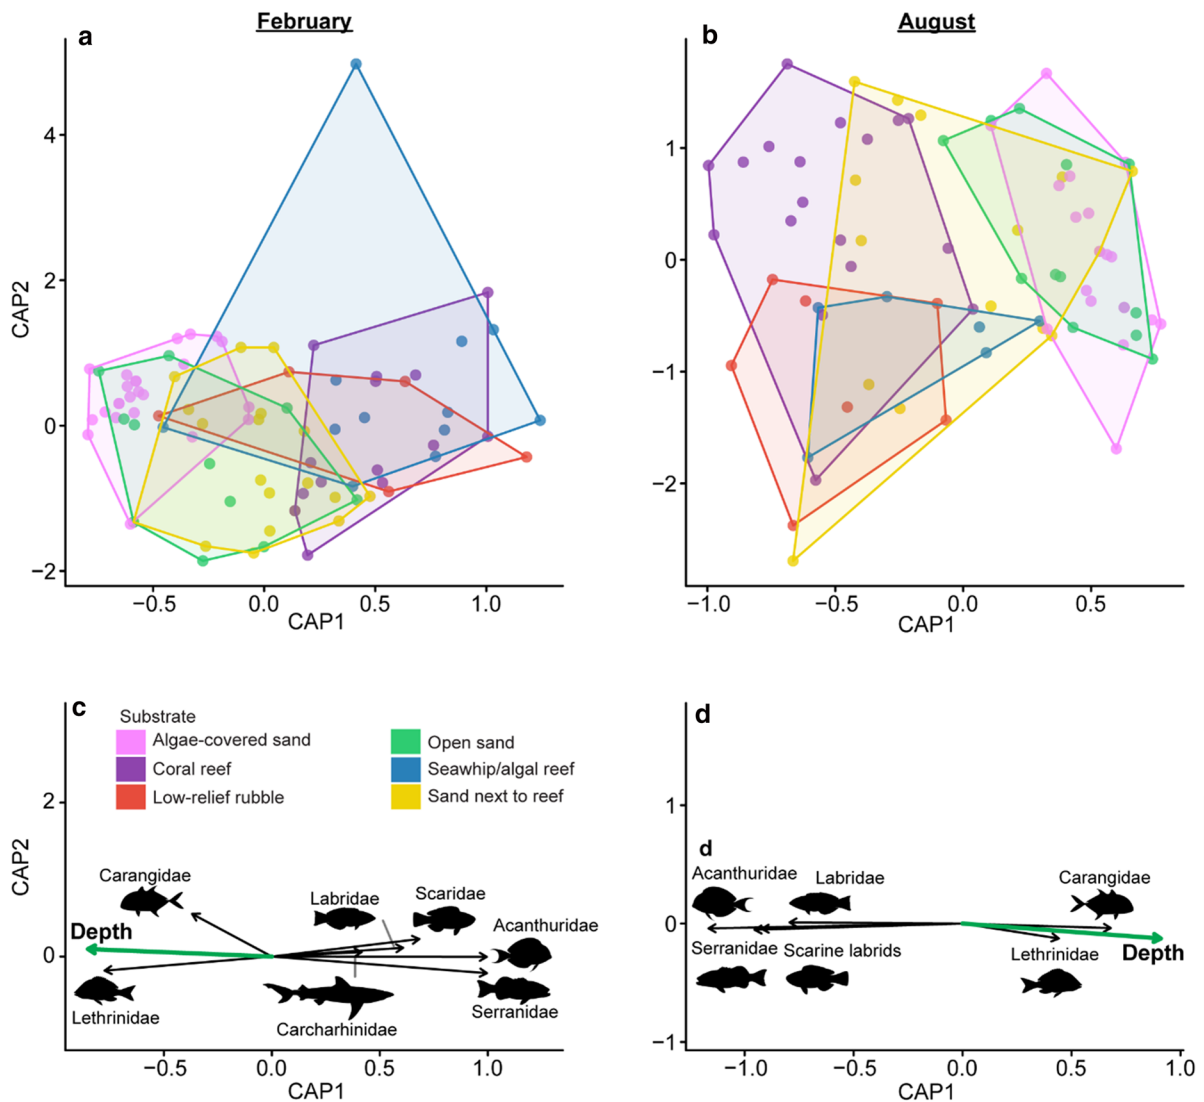 February
August
a
b
4
2
0
−2
CAP2
−0.5
0.0
0.5
1.0
CAP1
1
0
−1
−2
−1.0
−0.5
0.0
0.5
CAP1
c
d
Substrate
Algae-covered sand
Open sand
Coral reef
Seawhip/algal reef
Low-relief rubble
Sand next to reef
2
0
CAP2
Carangidae
Labridae
Scaridae
Depth
Acanthuridae
Lethrinidae
Carcharhinidae
Serranidae
−0.5
0.0
0.5
1.0
CAP1
1
0
−1
d
Acanthuridae
Labridae
Carangidae
Serranidae
Scarine labrids
Lethrinidae
Depth
−1.0
−0.5
0.0
0.5
1.0
CAP1